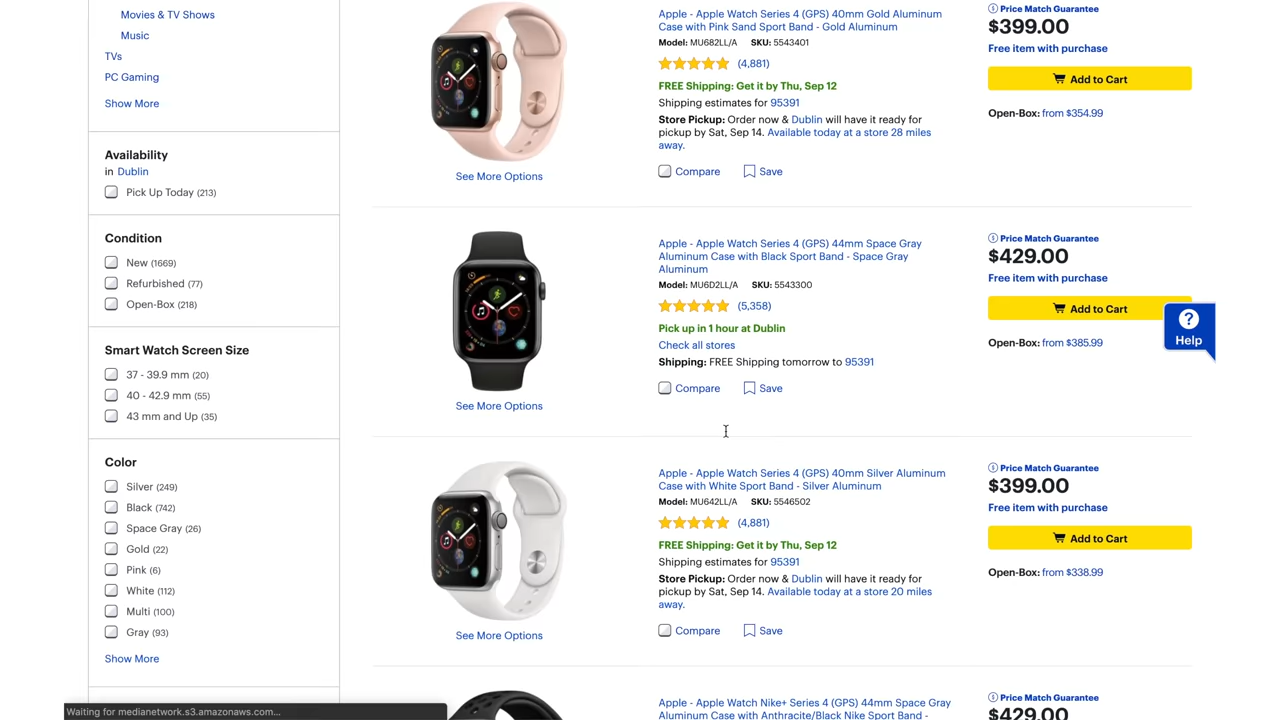 Movies & TV Shows
Music
TVs
PC Gaming
Show More
Availability
in Dublin
Pick Up Today (213)
Condition
New (1669)
Refurbished (77)
Open-Box (218)
Smart Watch Screen Size
37 - 39.9 mm (20)
40 - 42.9 mm (55)
43 mm and Up (35)
Color
Silver (249)
Black (742)
Space Gray (26)
Gold (22)
Pink (6)
White (112)
Multi (100)
Gray (93)
Show More
See More Options
Apple - Apple Watch Series 4 (GPS) 40mm Gold Aluminum
Case with Pink Sand Sport Band - Gold Aluminum
Model: MU682LL/A SKU: 5543401
(4,881)
FREE Shipping: Get it by Thu, Sep 12
Shipping estimates for 95391
Store Pickup: Order now & Dublin will have it ready for
pickup by Sat, Sep 14. Available today at a store 28 miles
away.
Compare Save
Price Match Guarantee
$399.00
Free item with purchase
Add to Cart
Open-Box: from $354.99
See More Options
Apple - Apple Watch Series 4 (GPS) 44mm Space Gray
Aluminum Case with Black Sport Band - Space Gray
Aluminum
Model: MU6D2LL/A SKU: 5543300
(5,358)
Pick up in 1 hour at Dublin
Check all stores
Shipping: FREE Shipping tomorrow to 95391
Compare Save
Price Match Guarantee
$429.00
Free item with purchase
Add to Cart
Open-Box: from $385.99
? Help
See More Options
Apple - Apple Watch Series 4 (GPS) 40mm Silver Aluminum
Case with White Sport Band - Silver Aluminum
Model: MU642LL/A SKU: 5546502
(4,881)
FREE Shipping: Get it by Thu, Sep 12
Shipping estimates for 95391
Store Pickup: Order now & Dublin will have it ready for
pickup by Sat, Sep 14. Available today at a store 20 miles
away.
Compare Save
Price Match Guarantee
$399.00
Free item with purchase
Add to Cart
Open-Box: from $338.99
Apple - Apple Watch Nike+ Series 4 (GPS) 44mm Space Gray
Aluminum Case with Anthracite/Black Nike Sport Band -
Price Match Guarantee
$429.00
Waiting for medianetwork.s3.amazonaws.com...